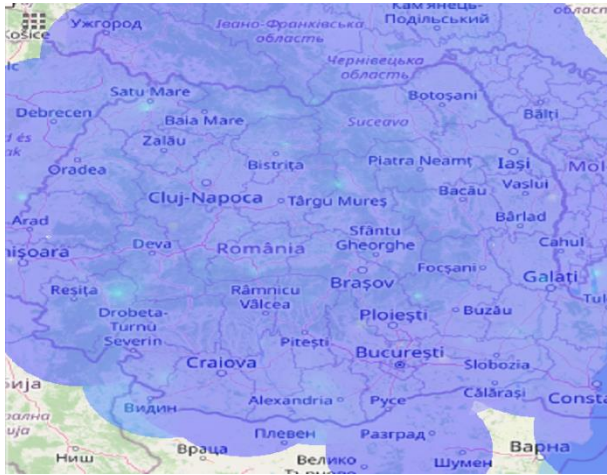 Кам'янець-
Подільський
Ужгород
Івано-Франківська
область
Košice
Чернівецька
область
Satu Mare
Botoșani
Debrecen
Baia Mare
Suceava
Bălți
Zalău
Oradea
Bistrița
Piatra Neamț
Iași
Cluj-Napoca
Târgu Mureș
Bacău
Vaslui
Arad
Sfântu
Gheorghe
Bârlad
Deva
România
Cahul
Focșani
Galați
Reșița
Râmnicu
Vâlcea
Brașov
Drobeta-
Turnu
Severin
Ploiești
Buzău
Pitești
București
Craiova
Slobozia
Călărași
Видин
Alexandria
Русе
Плевен
Разград
Варна
Ниш
Враца
Велико
Търново
Шумен